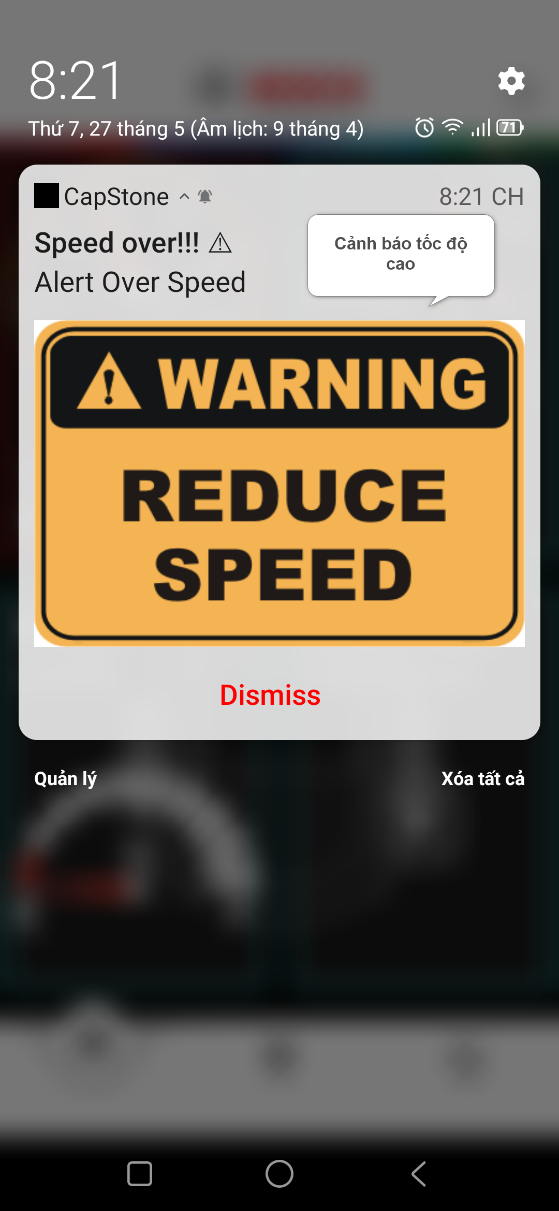 8:21
Thứ 7, 27 tháng 5 (Âm lịch: 9 tháng 4)
71
CapStone
8:21 CH
Speed over!!! ⚠
Alert Over Speed
Cảnh báo tốc độ
cao
WARNING
REDUCE
SPEED
Dismiss
Quản lý
Xóa tất cả